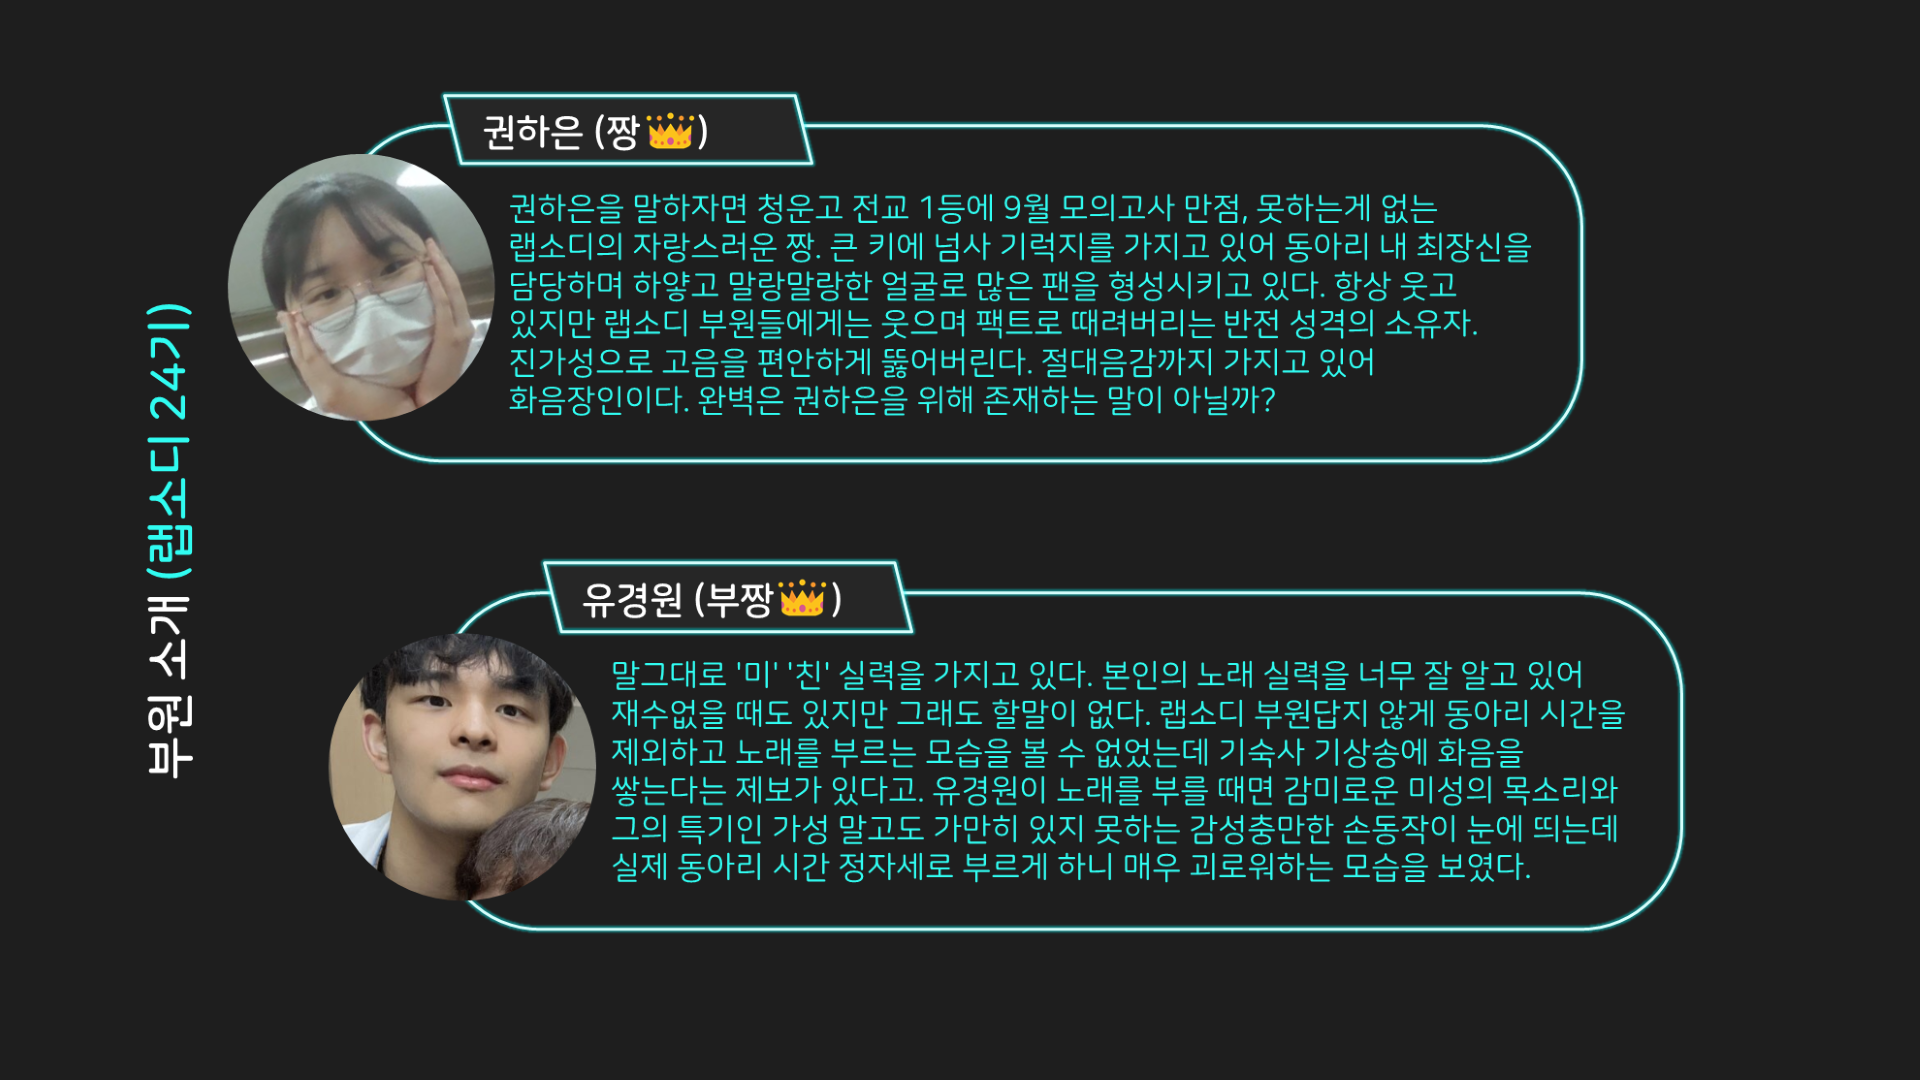 부원 소개 (랩소디 24기)
권하은 (짱👑)
권하은을 말하자면 청운고 전교 1등에 9월 모의고사 만점, 못하는게 없는
랩소디의 자랑스러운 짱. 큰 키에 넘사 기럭지를 가지고 있어 동아리 내 최장신을
담당하며 하얗고 말랑말랑한 얼굴로 많은 팬을 형성시키고 있다. 항상 웃고
있지만 랩소디 부원들에게는 웃으며 팩트로 때려버리는 반전 성격의 소유자.
진가성으로 고음을 편안하게 뚫어버린다. 절대음감까지 가지고 있어
화음장인이다. 완벽은 권하은을 위해 존재하는 말이 아닐까?
유경원 (부짱👑)
말그대로 '미' '친' 실력을 가지고 있다. 본인의 노래 실력을 너무 잘 알고 있어
재수없을 때도 있지만 그래도 할말이 없다. 랩소디 부원답지 않게 동아리 시간을
제외하고 노래를 부르는 모습을 볼 수 없었는데 기숙사 기상송에 화음을
쌓는다는 제보가 있다고. 유경원이 노래를 부를 때면 감미로운 미성의 목소리와
그의 특기인 가성 말고도 가만히 있지 못하는 감성충만한 손동작이 눈에 띄는데
실제 동아리 시간 정자세로 부르게 하니 매우 괴로워하는 모습을 보였다.